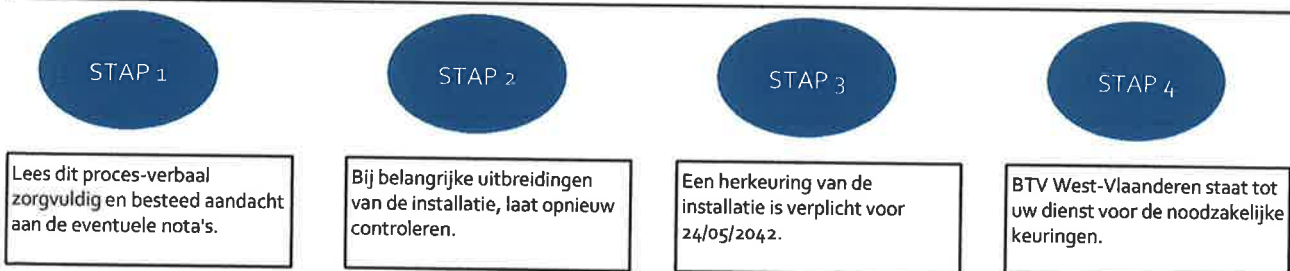 STAP 1
Lees dit proces-verbaal
zorgvuldig en besteed aandacht
aan de eventuele nota's.
STAP 2
Bij belangrijke uitbreidingen
van de installatie, laat opnieuw
controleren.
STAP 3
Een herkeuring van de
installatie is verplicht voor
24/05/2042.
STAP 4
BTV West-Vlaanderen staat tot
uw dienst voor de noodzakelijke
keuringen.